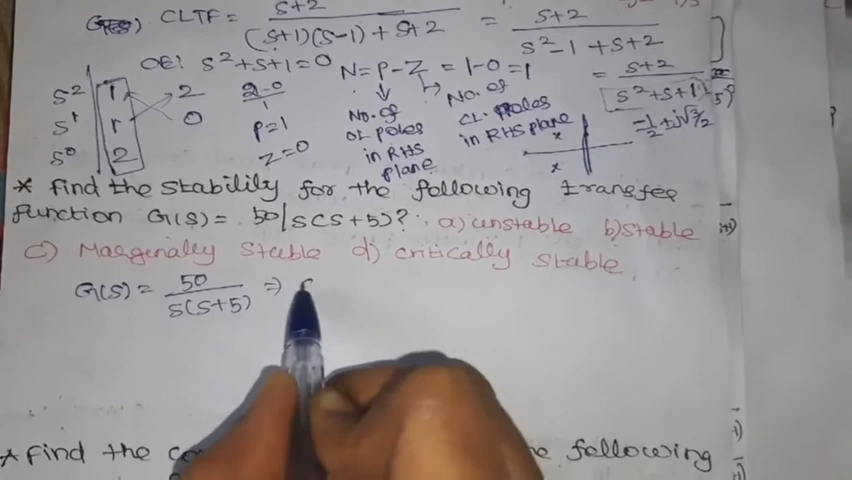 CLTF = s+2 / (s+1)(s-1) + s+2 = s+2 / s²-1+s+2
CE: s²+s+1=0 N=P-Z = 1-0=1 = s+2 / s²+s+1
s² 1 2 2-0/1
s¹ 1 0 P=1
s⁰ 2 Z=0
No. of OL poles in RHS plane
No. of CL poles in RHS plane
-1/2 ± j√3/2
* Find the stability for the following transfer
function G(s) = 50/s(s+5)? a) unstable b) stable
c) Marginally stable d) critically stable
G(s) = 50 / s(s+5) ⇒
* Find the following